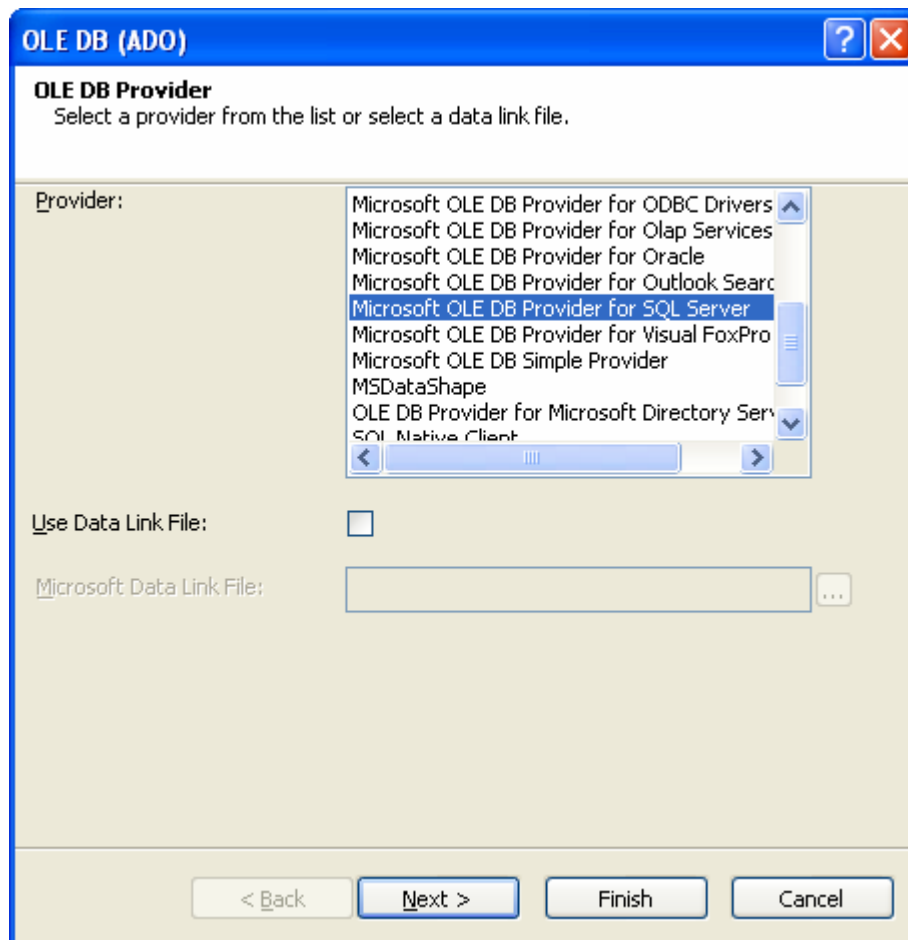 OLE DB (ADO)
OLE DB Provider
Select a provider from the list or select a data link file.
Provider:
Microsoft OLE DB Provider for ODBC Drivers
Microsoft OLE DB Provider for Olap Services
Microsoft OLE DB Provider for Oracle
Microsoft OLE DB Provider for Outlook Searc
Microsoft OLE DB Provider for SQL Server
Microsoft OLE DB Provider for Visual FoxPro
Microsoft OLE DB Simple Provider
MSDataShape
OLE DB Provider for Microsoft Directory Serv
SQL Native Client
Use Data Link File:
Microsoft Data Link File:
...
< Back
Next >
Finish
Cancel